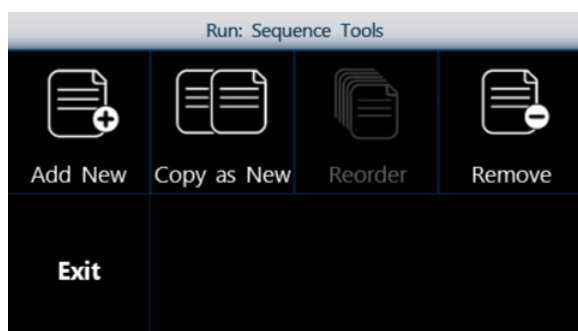 Run: Sequence Tools
Add New
Copy as New
Reorder
Remove
Exit